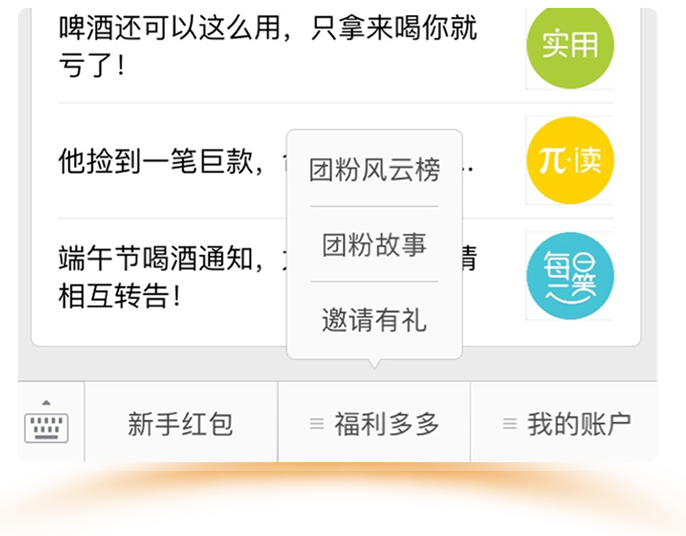 啤酒还可以这么用，只拿来喝你就
亏了！
实用
他捡到一笔巨款，
...
π·读
端午节喝酒通知，
情
相互转告！
每日
一笑
团粉风云榜
团粉故事
邀请有礼
新手红包
福利多多
我的账户